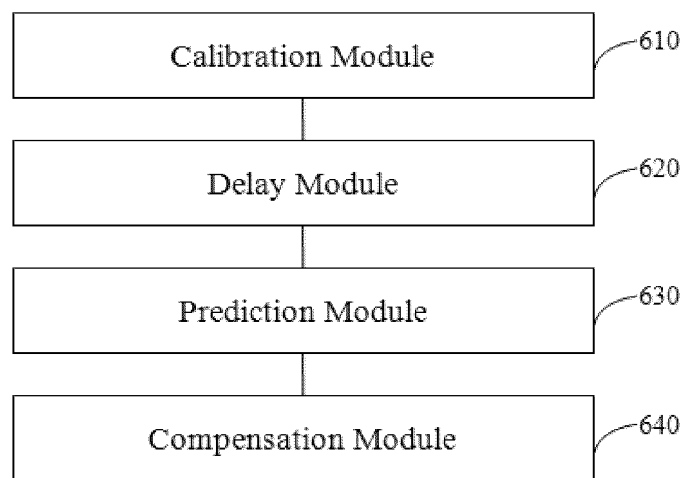 Calibration Module
610
Delay Module
620
Prediction Module
630
Compensation Module
640